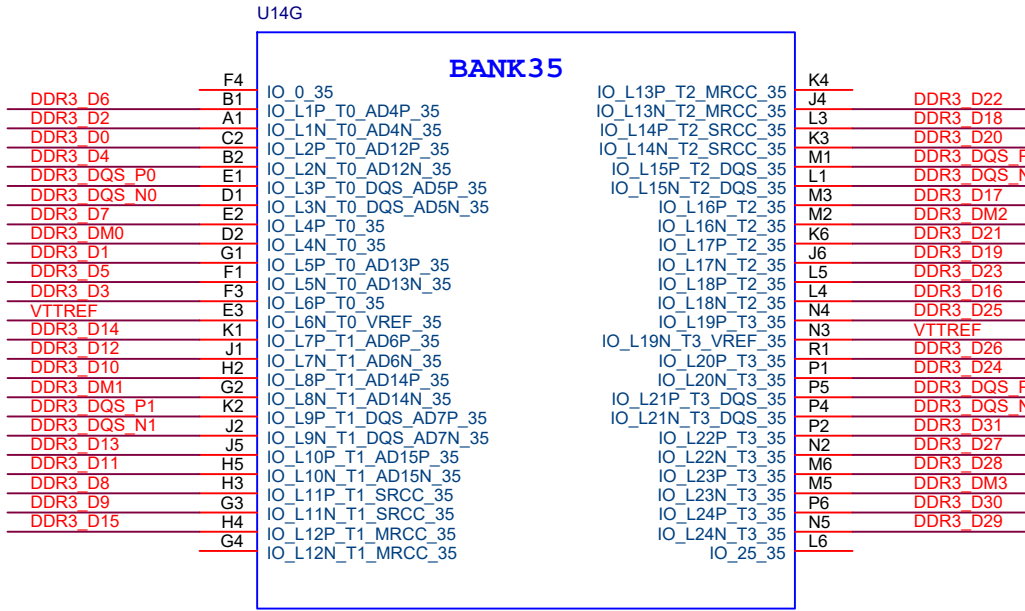 U14G
BANK35
F4 IO_0_35 IO_L13P_T2_MRCC_35 K4
DDR3_D6 B1 IO_L1P_T0_AD4P_35 IO_L13N_T2_MRCC_35 J4 DDR3_D22
DDR3_D2 A1 IO_L1N_T0_AD4N_35 IO_L14P_T2_SRCC_35 L3 DDR3_D18
DDR3_D0 C2 IO_L2P_T0_AD12P_35 IO_L14N_T2_SRCC_35 K3 DDR3_D20
DDR3_D4 B2 IO_L2N_T0_AD12N_35 IO_L15P_T2_DQS_35 M1 DDR3_DQS_P
DDR3_DQS_P0 E1 IO_L3P_T0_DQS_AD5P_35 IO_L15N_T2_DQS_35 L1 DDR3_DQS_N
DDR3_DQS_N0 D1 IO_L3N_T0_DQS_AD5N_35 IO_L16P_T2_35 M3 DDR3_D17
DDR3_D7 E2 IO_L4P_T0_35 IO_L16N_T2_35 M2 DDR3_DM2
DDR3_DM0 D2 IO_L4N_T0_35 IO_L17P_T2_35 K6 DDR3_D21
DDR3_D1 G1 IO_L5P_T0_AD13P_35 IO_L17N_T2_35 J6 DDR3_D19
DDR3_D5 F1 IO_L5N_T0_AD13N_35 IO_L18P_T2_35 L5 DDR3_D23
DDR3_D3 F3 IO_L6P_T0_35 IO_L18N_T2_35 L4 DDR3_D16
VTTREF E3 IO_L6N_T0_VREF_35 IO_L19P_T3_35 N4 DDR3_D25
DDR3_D14 K1 IO_L7P_T1_AD6P_35 IO_L19N_T3_VREF_35 N3 VTTREF
DDR3_D12 J1 IO_L7N_T1_AD6N_35 IO_L20P_T3_35 R1 DDR3_D26
DDR3_D10 H2 IO_L8P_T1_AD14P_35 IO_L20N_T3_35 P1 DDR3_D24
DDR3_DM1 G2 IO_L8N_T1_AD14N_35 IO_L21P_T3_DQS_35 P5 DDR3_DQS_P
DDR3_DQS_P1 K2 IO_L9P_T1_DQS_AD7P_35 IO_L21N_T3_DQS_35 P4 DDR3_DQS_N
DDR3_DQS_N1 J2 IO_L9N_T1_DQS_AD7N_35 IO_L22P_T3_35 P2 DDR3_D31
DDR3_D13 J5 IO_L10P_T1_AD15P_35 IO_L22N_T3_35 N2 DDR3_D27
DDR3_D11 H5 IO_L10N_T1_AD15N_35 IO_L23P_T3_35 M6 DDR3_D28
DDR3_D8 H3 IO_L11P_T1_SRCC_35 IO_L23N_T3_35 M5 DDR3_DM3
DDR3_D9 G3 IO_L11N_T1_SRCC_35 IO_L24P_T3_35 P6 DDR3_D30
DDR3_D15 H4 IO_L12P_T1_MRCC_35 IO_L24N_T3_35 N5 DDR3_D29
G4 IO_L12N_T1_MRCC_35 IO_25_35 L6